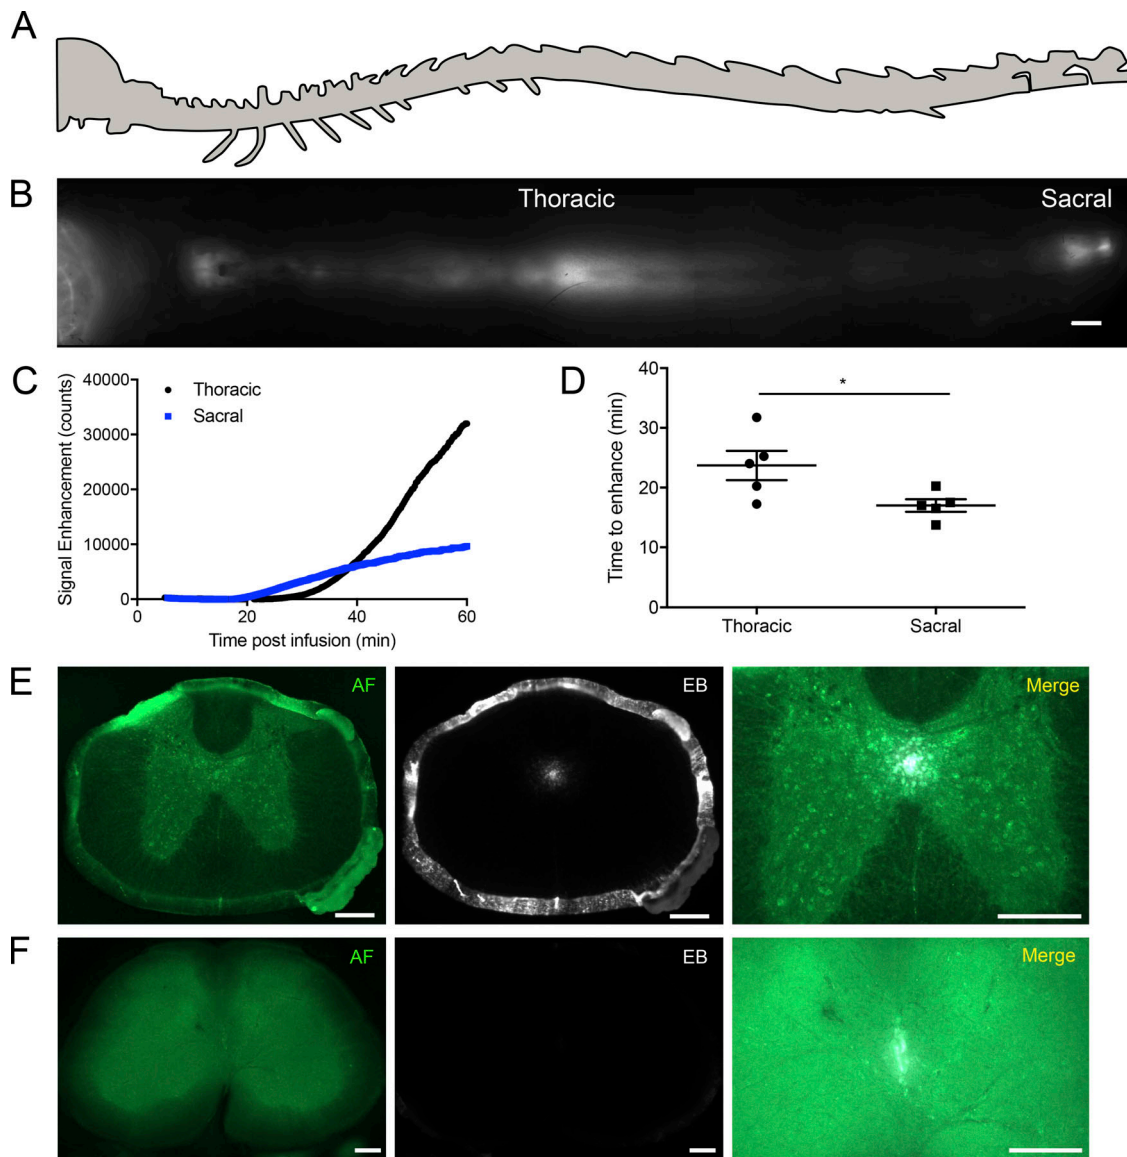 A
B
Thoracic
Sacral
C
Signal Enhancement (counts)
40000
30000
20000
10000
0
0
20
40
60
Time post infusion (min)
Thoracic
Sacral
D
Time to enhance (min)
40
30
20
10
0
*
Thoracic
Sacral
E
AF
EB
Merge
F
AF
EB
Merge